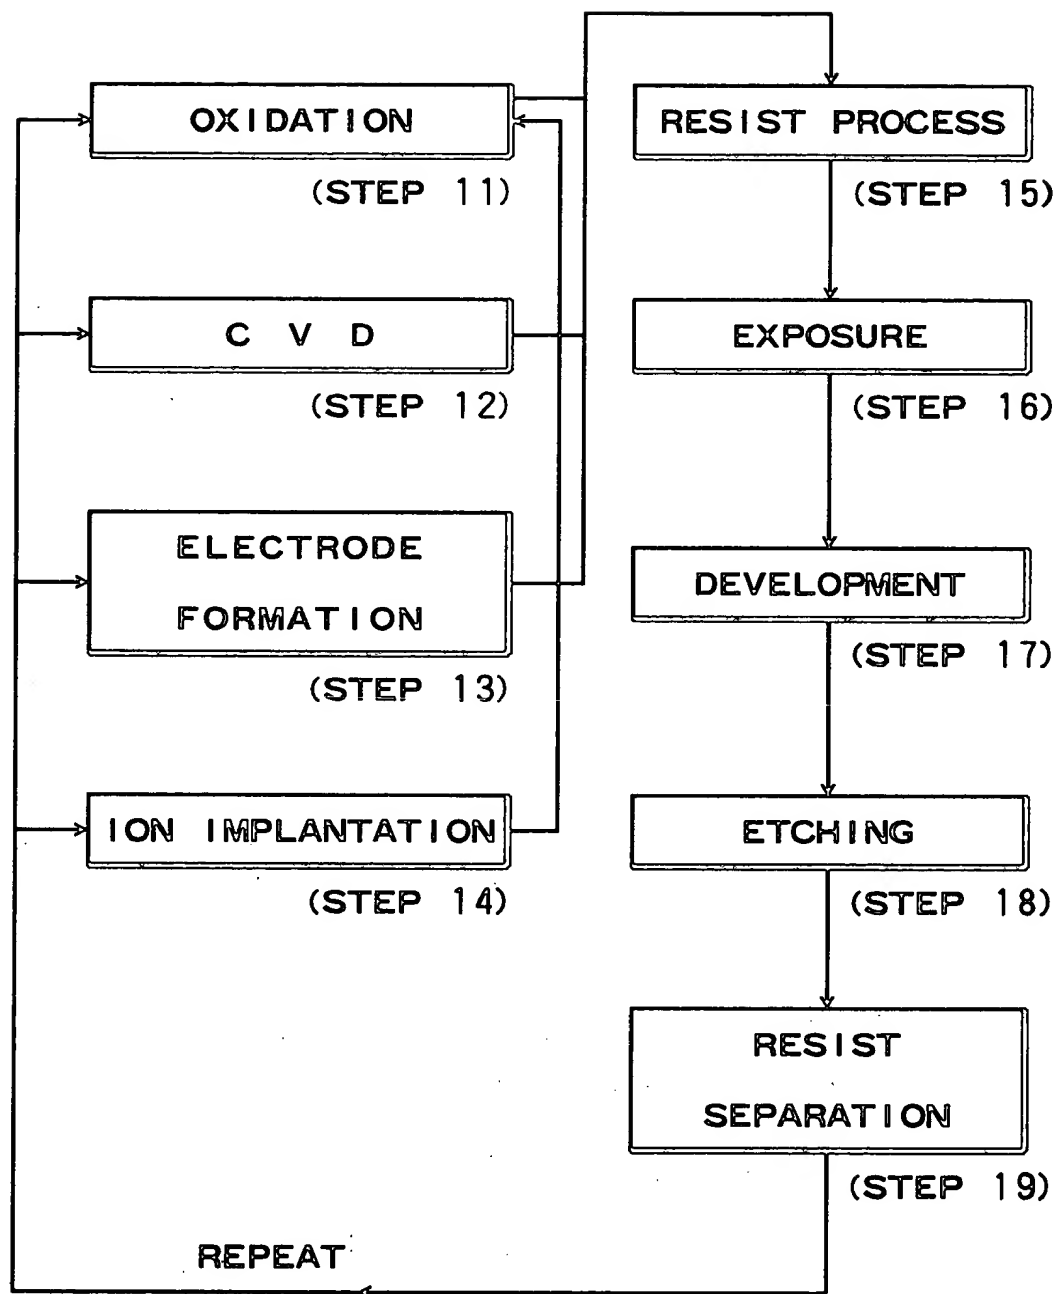 OXIDATION
(STEP 11)
C V D
(STEP 12)
ELECTRODE
FORMATION
(STEP 13)
ION IMPLANTATION
(STEP 14)
RESIST PROCESS
(STEP 15)
EXPOSURE
(STEP 16)
DEVELOPMENT
(STEP 17)
ETCHING
(STEP 18)
RESIST
SEPARATION
(STEP 19)
REPEAT